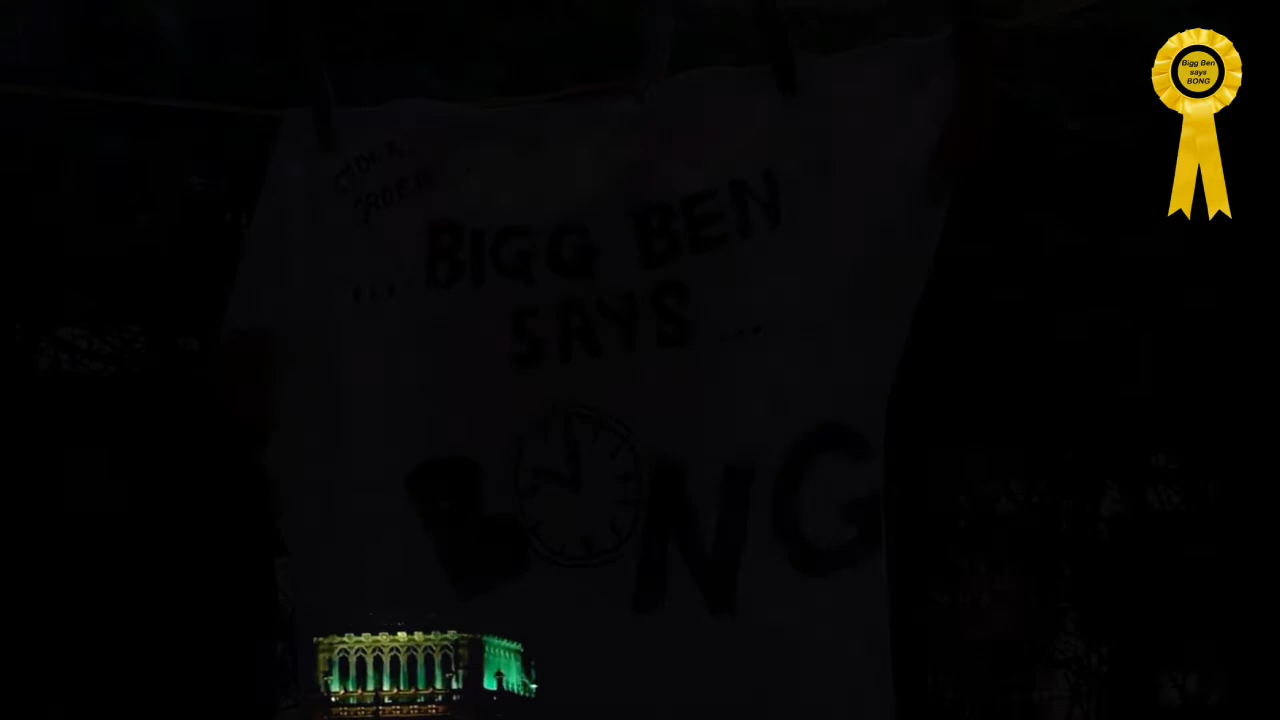 ... BIGG BEN
SAYS ...
BONG
Bigg Ben
says
BONG